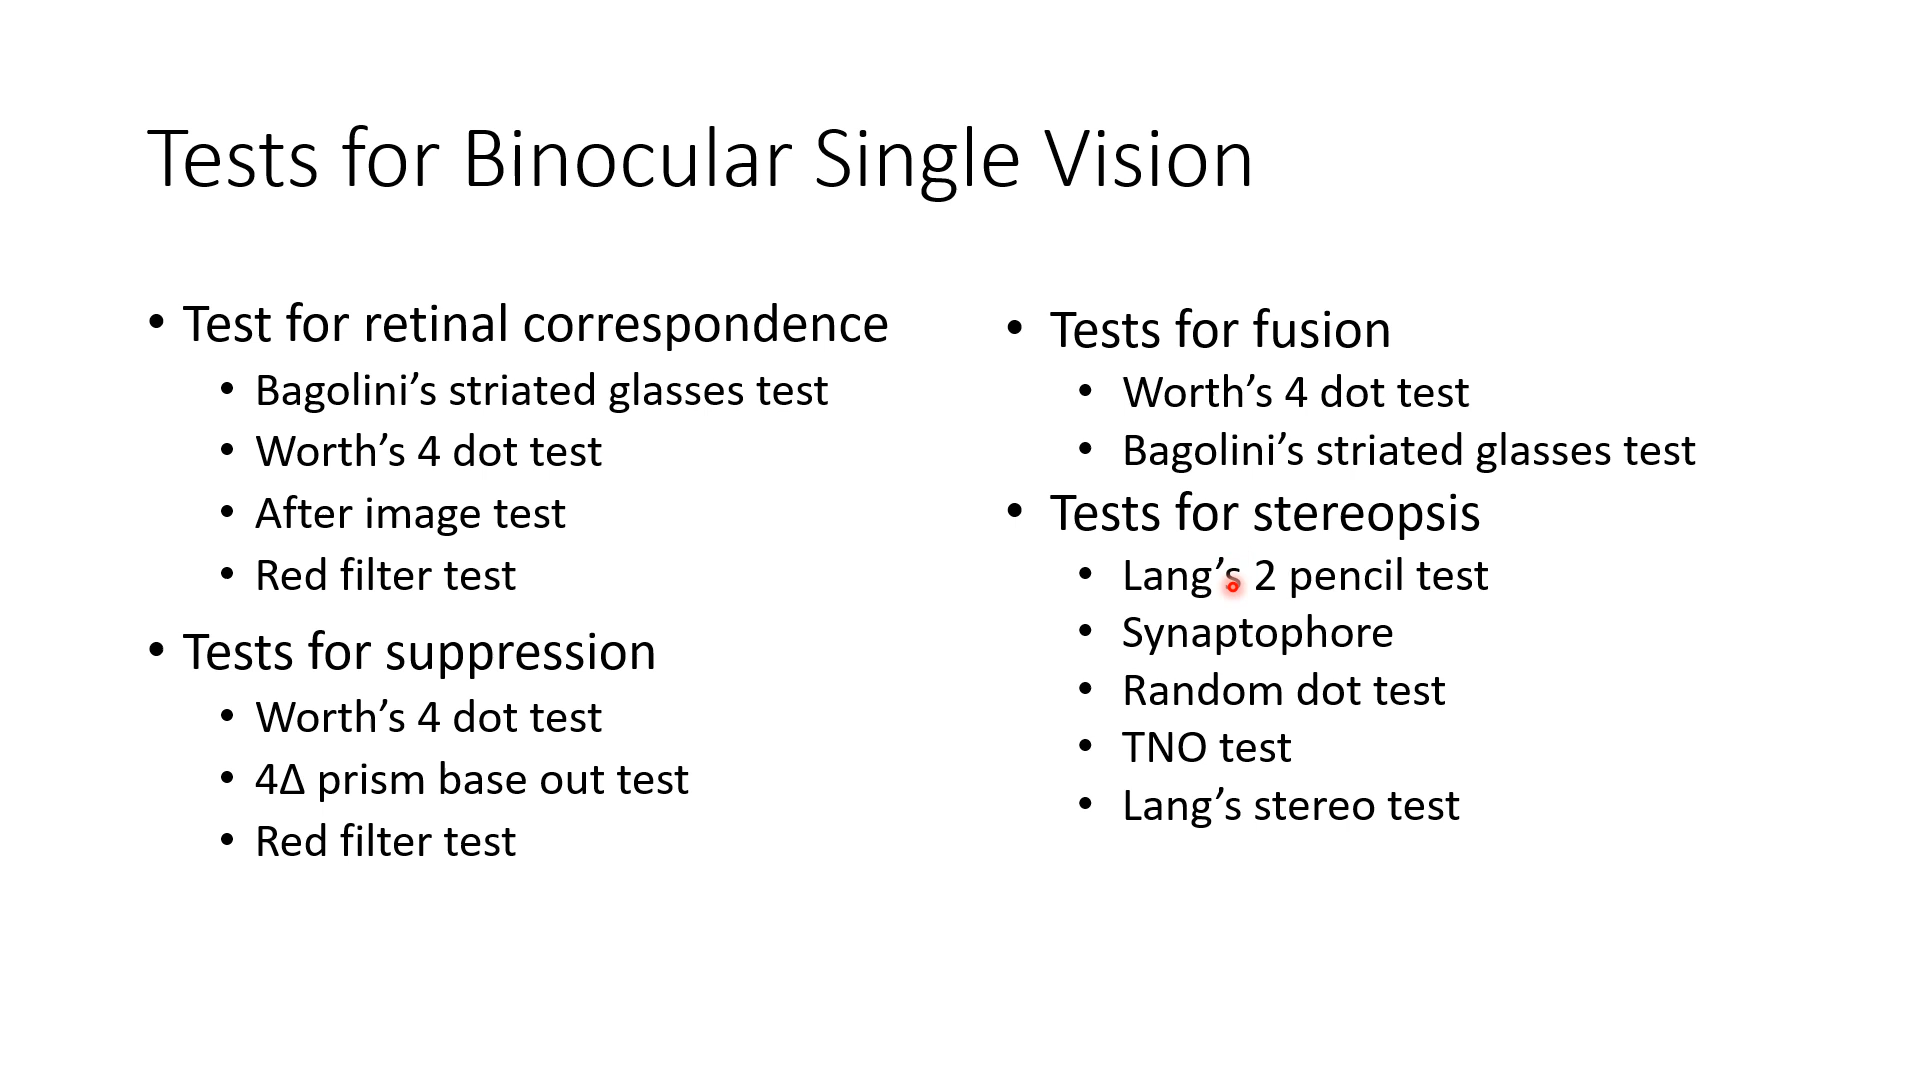 Tests for Binocular Single Vision
• Test for retinal correspondence
• Bagolini’s striated glasses test
• Worth’s 4 dot test
• After image test
• Red filter test
• Tests for suppression
• Worth’s 4 dot test
• 4Δ prism base out test
• Red filter test
• Tests for fusion
• Worth’s 4 dot test
• Bagolini’s striated glasses test
• Tests for stereopsis
• Lang’s 2 pencil test
• Synaptophore
• Random dot test
• TNO test
• Lang’s stereo test